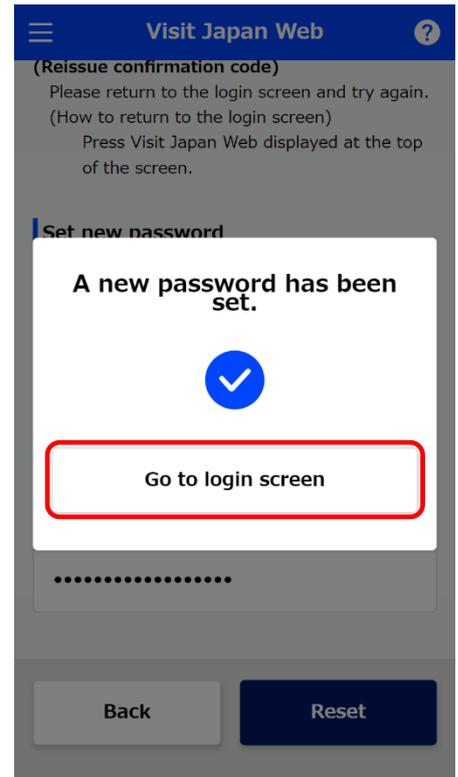 Visit Japan Web
?
(Reissue confirmation code)
Please return to the login screen and try again.
(How to return to the login screen)
Press Visit Japan Web displayed at the top
of the screen.
Set new password
A new password has been
set.
Go to login screen
••••••••••••••••••
Back
Reset